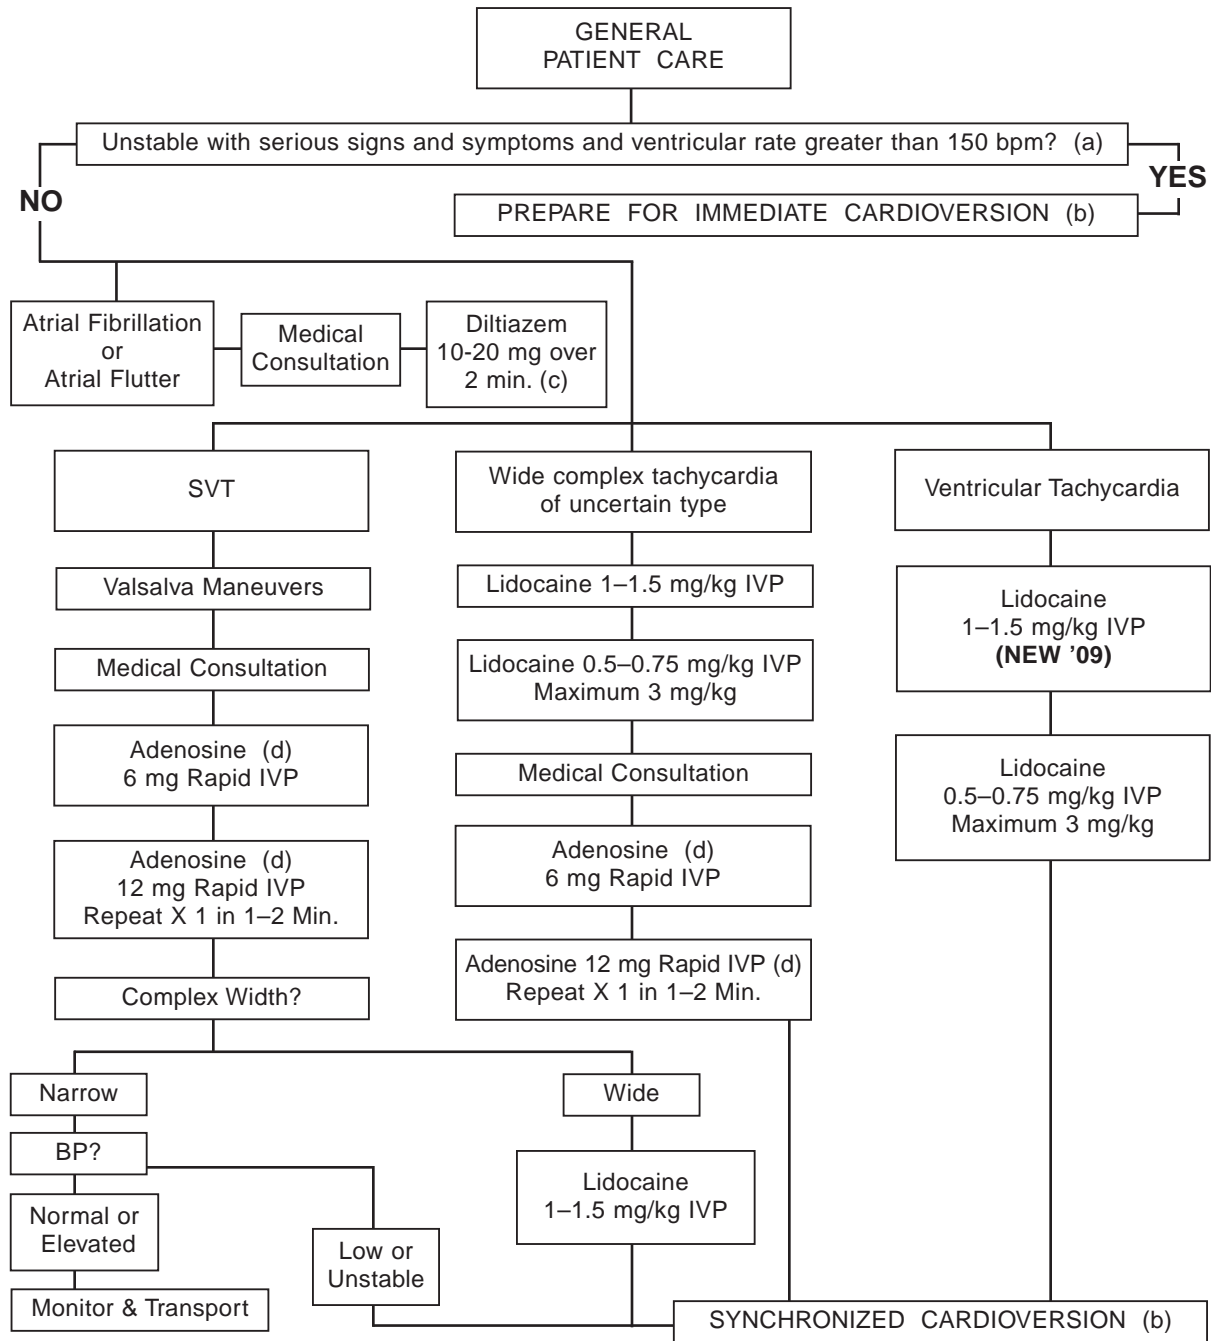 GENERAL
PATIENT CARE
Unstable with serious signs and symptoms and ventricular rate greater than 150 bpm? (a)
NO
YES
PREPARE FOR IMMEDIATE CARDIOVERSION (b)
Atrial Fibrillation
or
Atrial Flutter
Medical
Consultation
Diltiazem
10-20 mg over
2 min. (c)
SVT
Valsalva Maneuvers
Medical Consultation
Adenosine (d)
6 mg Rapid IVP
Adenosine (d)
12 mg Rapid IVP
Repeat X 1 in 1–2 Min.
Complex Width?
Wide complex tachycardia
of uncertain type
Lidocaine 1–1.5 mg/kg IVP
Lidocaine 0.5–0.75 mg/kg IVP
Maximum 3 mg/kg
Medical Consultation
Adenosine (d)
6 mg Rapid IVP
Adenosine 12 mg Rapid IVP (d)
Repeat X 1 in 1–2 Min.
Ventricular Tachycardia
Lidocaine
1–1.5 mg/kg IVP
(NEW '09)
Lidocaine
0.5–0.75 mg/kg IVP
Maximum 3 mg/kg
Narrow
BP?
Normal or
Elevated
Monitor & Transport
Low or
Unstable
Wide
Lidocaine
1–1.5 mg/kg IVP
SYNCHRONIZED CARDIOVERSION (b)